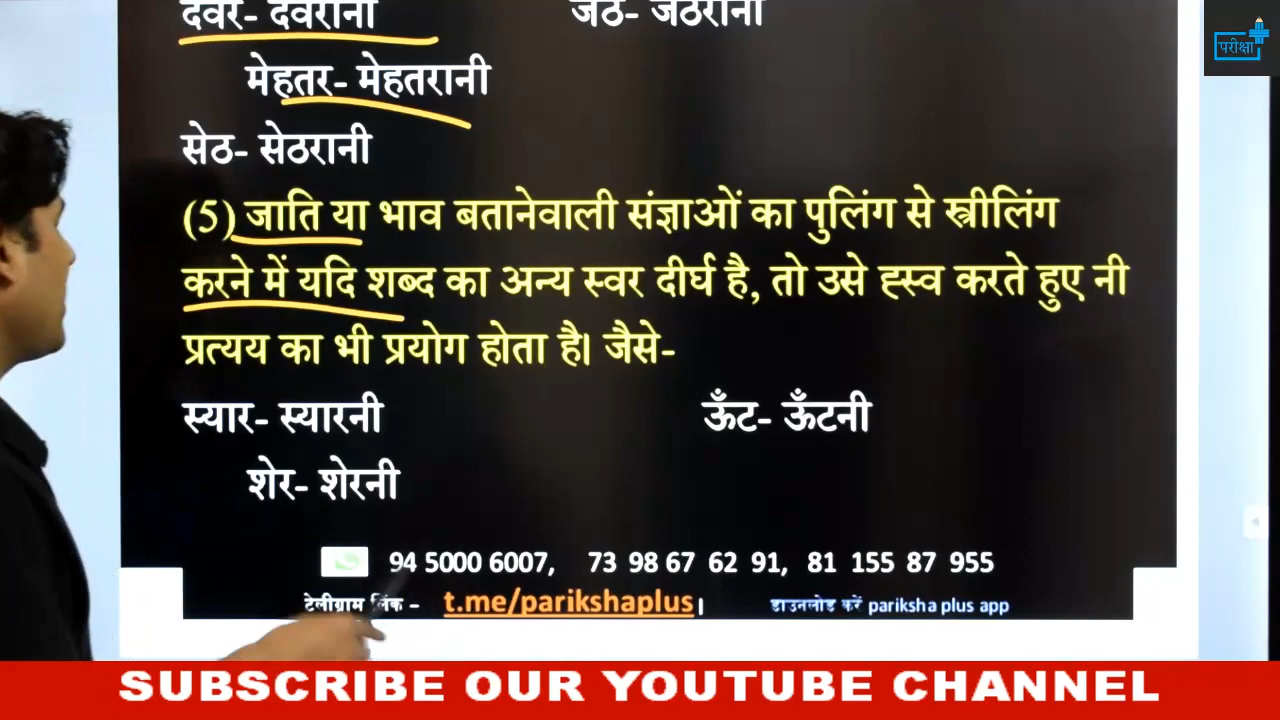 देवर- देवरानी जेठ- जेठरानी
परीक्षा
मेहतर- मेहतरानी
सेठ- सेठरानी
(5) जाति या भाव बतानेवाली संज्ञाओं का पुलिंग से स्त्रीलिंग
करने में यदि शब्द का अन्य स्वर दीर्घ है, तो उसे ह्स्व करते हुए नी
प्रत्यय का भी प्रयोग होता है। जैसे-
स्यार- स्यारनी ऊँट- ऊँटनी
शेर- शेरनी
94 5000 6007, 73 98 67 62 91, 81 155 87 955
टेलीग्राम लिंक – t.me/parikshaplus। डाउनलोड करें pariksha plus app
SUBSCRIBE OUR YOUTUBE CHANNEL